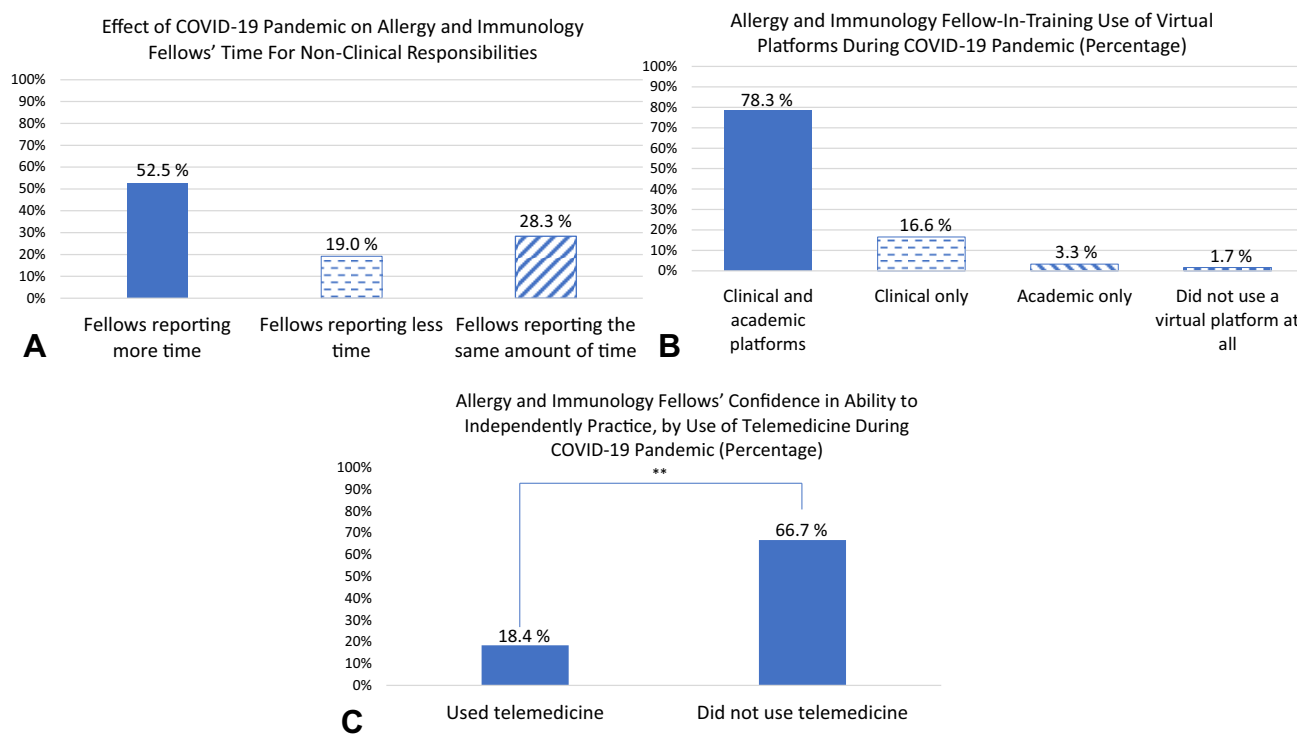 Effect of COVID-19 Pandemic on Allergy and Immunology
Fellows’ Time For Non-Clinical Responsibilities
100%
90%
80%
70%
60%
50%
40%
30%
20%
10%
0%
52.5 %
19.0 %
28.3 %
Fellows reporting
more time
Fellows reporting less
time
Fellows reporting the
same amount of time
A
Allergy and Immunology Fellow-In-Training Use of Virtual
Platforms During COVID-19 Pandemic (Percentage)
100%
90%
80%
70%
60%
50%
40%
30%
20%
10%
0%
78.3 %
16.6 %
3.3 %
1.7 %
Clinical and
academic
platforms
Clinical only
Academic only
Did not use a
virtual platform at
all
B
Allergy and Immunology Fellows’ Confidence in Ability to
Independently Practice, by Use of Telemedicine During
COVID-19 Pandemic (Percentage)
100%
90%
80%
70%
60%
50%
40%
30%
20%
10%
0%
**
18.4 %
66.7 %
Used telemedicine
Did not use telemedicine
C